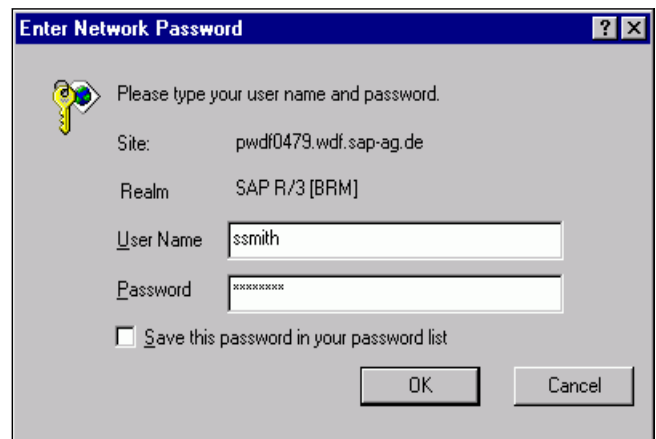 Enter Network Password
Please type your user name and password.
Site: pwdf0479.wdf.sap-ag.de
Realm SAP R/3 [BRM]
User Name ssmith
Password ********
Save this password in your password list
OK Cancel